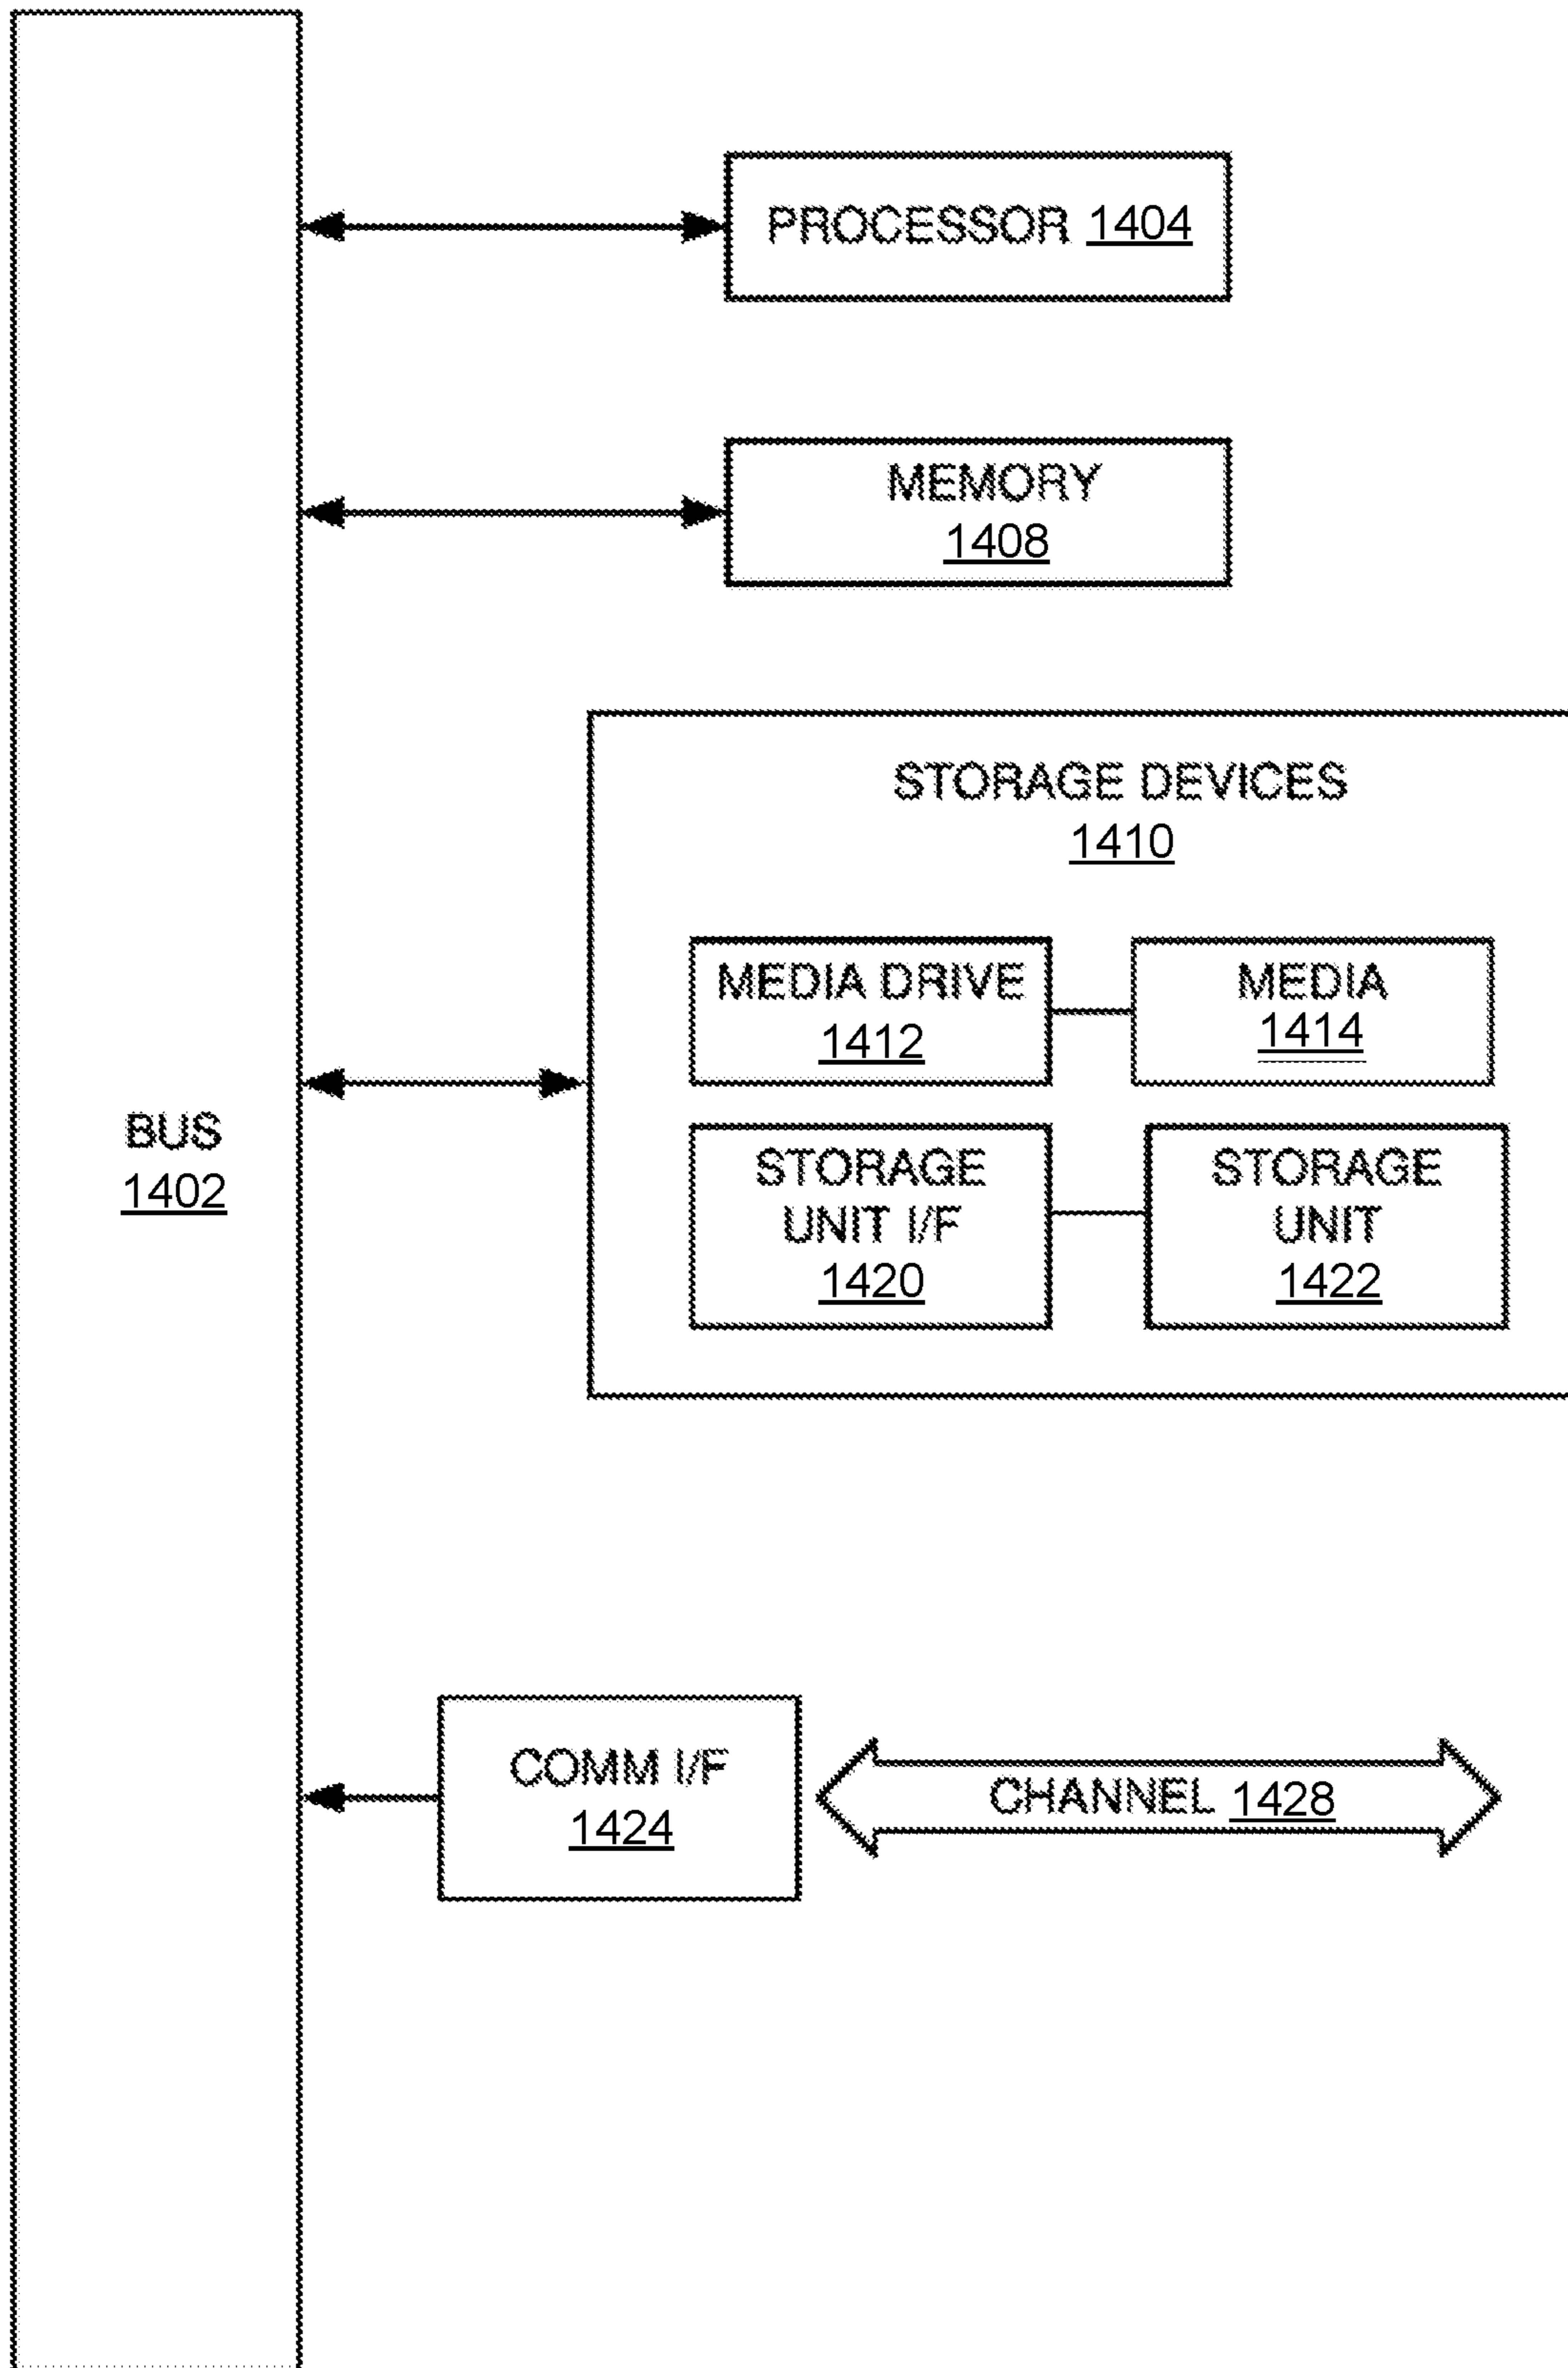 PROCESSOR 1404
MEMORY
1408
STORAGE DEVICES
1410
MEDIA DRIVE
1412
MEDIA
1414
BUS
1402
STORAGE
UNIT I/F
1420
STORAGE
UNIT
1422
COMM I/F
1424
CHANNEL 1428